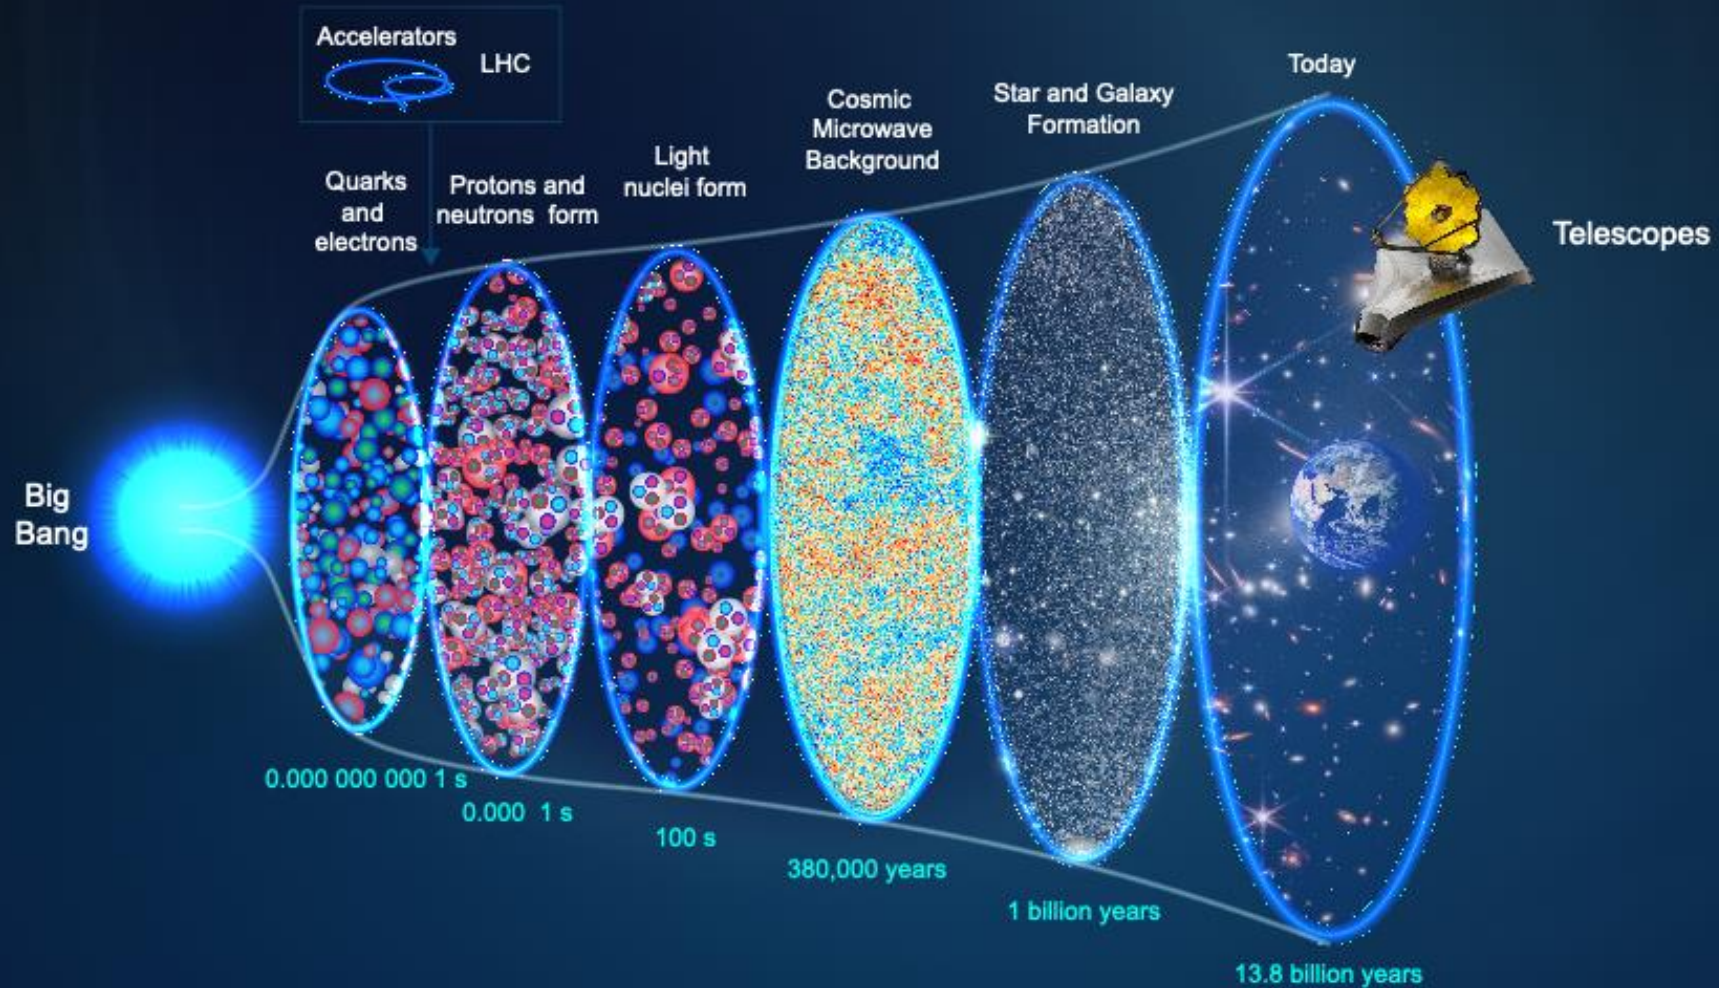 Accelerators
LHC
Today
Cosmic
Microwave
Background
Star and Galaxy
Formation
Light
nuclei form
Quarks
and
electrons
Protons and
neutrons form
Telescopes
Big
Bang
0.000 000 000 1 s
0.000 1 s
100 s
380,000 years
1 billion years
13.8 billion years